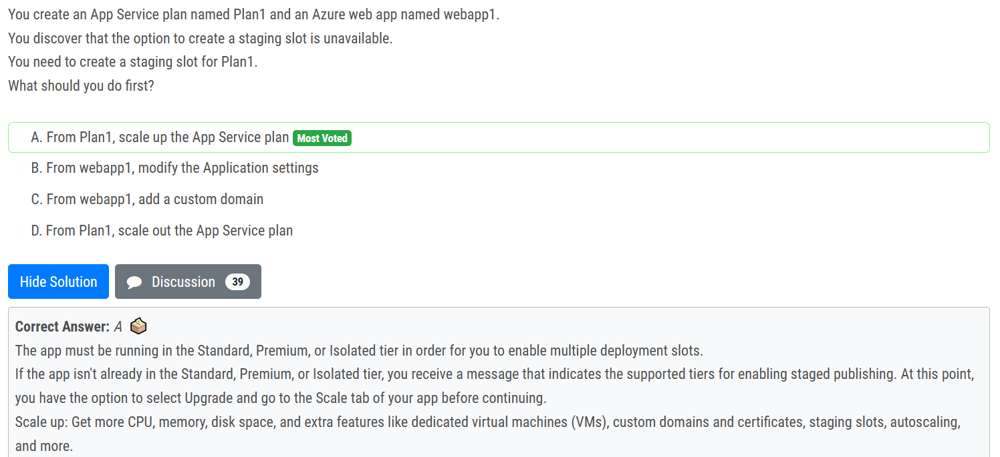 You create an App Service plan named Plan1 and an Azure web app named webapp1.
You discover that the option to create a staging slot is unavailable.
You need to create a staging slot for Plan1.
What should you do first?
A. From Plan1, scale up the App Service plan Most Voted
B. From webapp1, modify the Application settings
C. From webapp1, add a custom domain
D. From Plan1, scale out the App Service plan
Hide Solution Discussion 39
Correct Answer: A
The app must be running in the Standard, Premium, or Isolated tier in order for you to enable multiple deployment slots.
If the app isn't already in the Standard, Premium, or Isolated tier, you receive a message that indicates the supported tiers for enabling staged publishing. At this point,
you have the option to select Upgrade and go to the Scale tab of your app before continuing.
Scale up: Get more CPU, memory, disk space, and extra features like dedicated virtual machines (VMs), custom domains and certificates, staging slots, autoscaling,
and more.